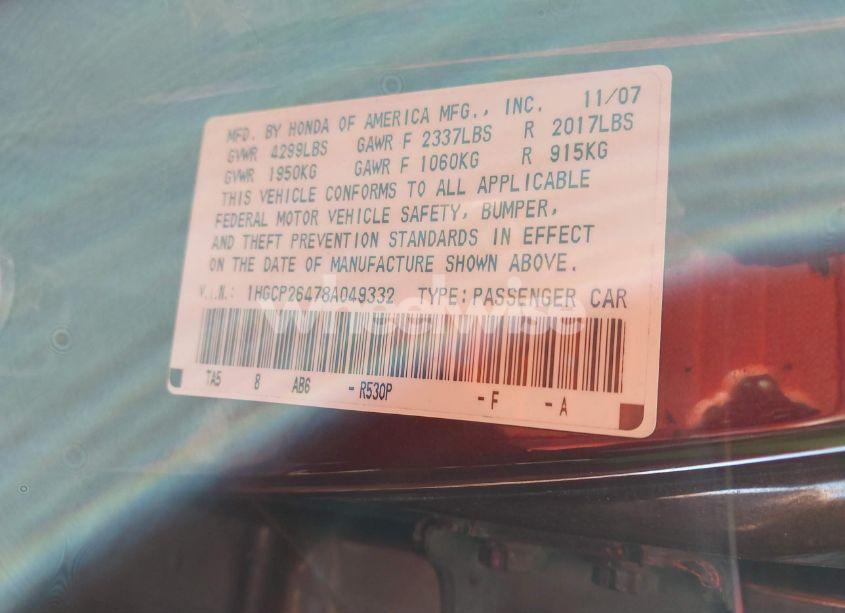 MFD. BY HONDA OF AMERICA MFG., INC. 11/07
GVWR 4299LBS GAWR F 2337LBS R 2017LBS
GVWR 1950KG GAWR F 1060KG R 915KG
THIS VEHICLE CONFORMS TO ALL APPLICABLE
FEDERAL MOTOR VEHICLE SAFETY, BUMPER,
AND THEFT PREVENTION STANDARDS IN EFFECT
ON THE DATE OF MANUFACTURE SHOWN ABOVE.
V.I.N.: 1HGCP26478A049332 TYPE:PASSENGER CAR
wheelwise
TA5 8 AB6 -R530P -F -A